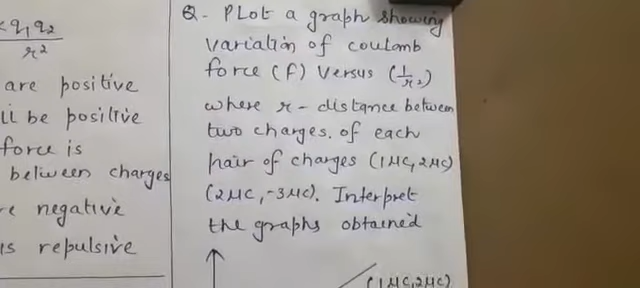 q₁q₂
r²
are positive
be positive
force is
between charges
negative
is repulsive
Q- PLot a graph showing
variation of coulomb
force (F) versus (1/r²)
where r - distance between
two charges. of each
pair of charges (1μC, 2μC)
(2μC, -3μC). Interpret
the graphs obtained
(1μC, 2μC)